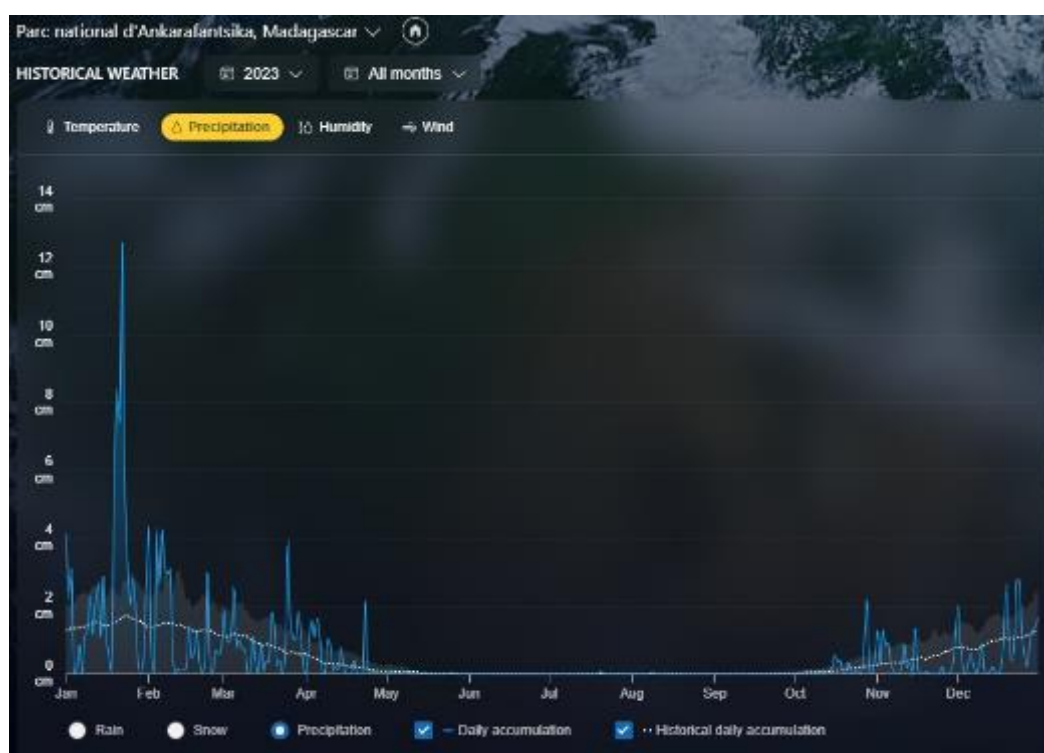 Parc national d'Ankarafantsika, Madagascar
HISTORICAL WEATHER 2023 All months
Temperature Precipitation Humidity Wind
14
cm
12
cm
10
cm
8
cm
6
cm
4
cm
2
cm
0
cm
Jan Feb Mar Apr May Jun Jul Aug Sep Oct Nov Dec
Rain Snow Precipitation Daily accumulation Historical daily accumulation